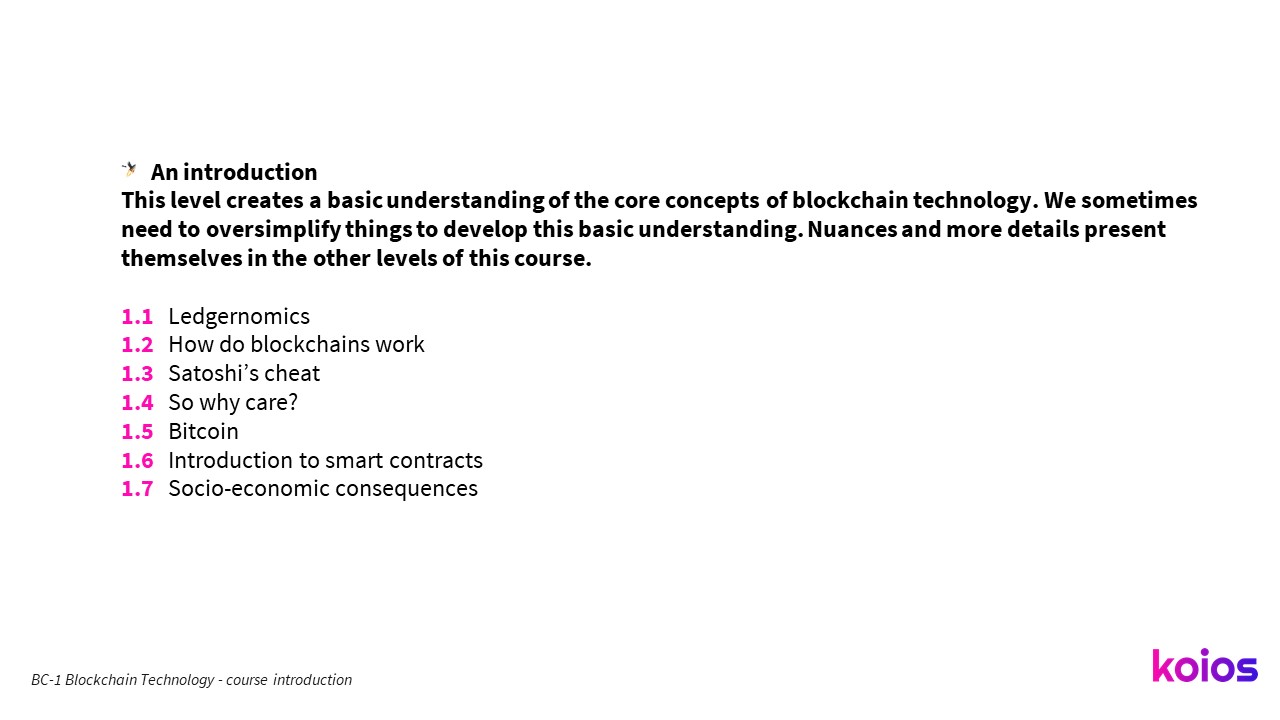 An introduction
This level creates a basic understanding of the core concepts of blockchain technology. We sometimes
need to oversimplify things to develop this basic understanding. Nuances and more details present
themselves in the other levels of this course.
1.1 Ledgernomics
1.2 How do blockchains work
1.3 Satoshi’s cheat
1.4 So why care?
1.5 Bitcoin
1.6 Introduction to smart contracts
1.7 Socio-economic consequences
BC-1 Blockchain Technology - course introduction
koios